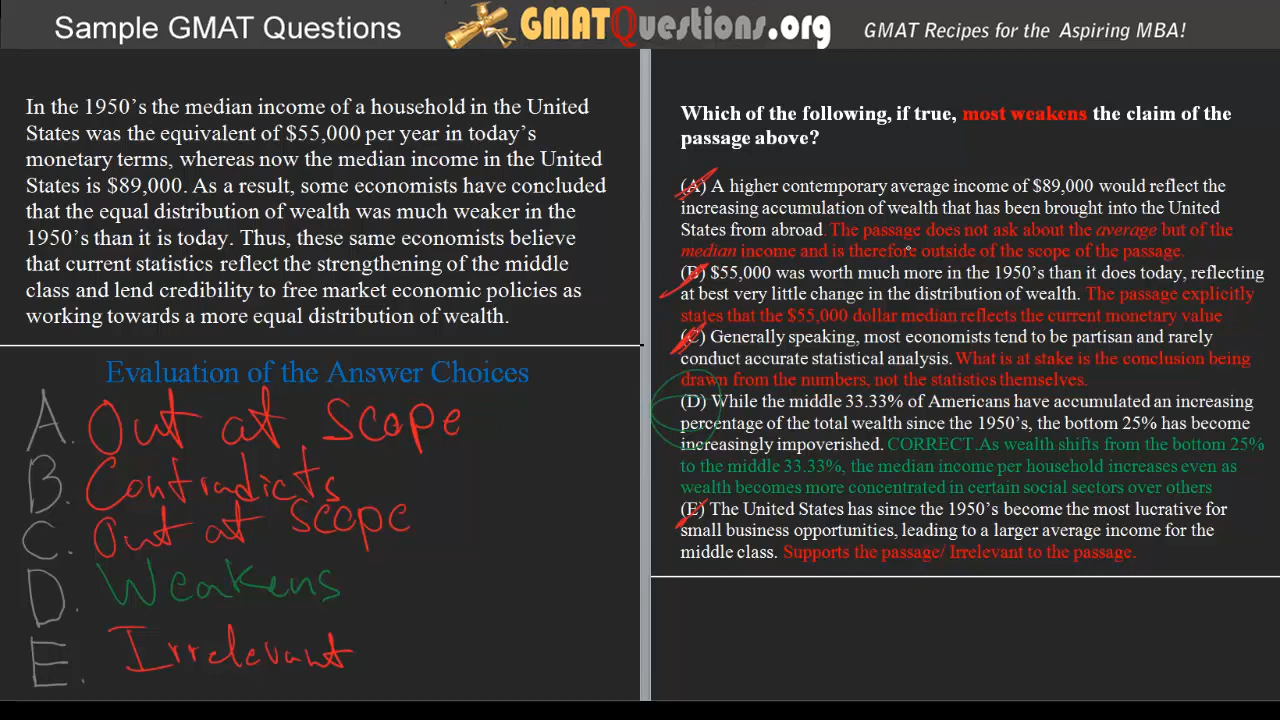 Sample GMAT Questions
GMATQuestions.org
GMAT Recipes for the Aspiring MBA!
In the 1950’s the median income of a household in the United
States was the equivalent of $55,000 per year in today’s
monetary terms, whereas now the median income in the United
States is $89,000. As a result, some economists have concluded
that the equal distribution of wealth was much weaker in the
1950’s than it is today. Thus, these same economists believe
that current statistics reflect the strengthening of the middle
class and lend credibility to free market economic policies as
working towards a more equal distribution of wealth.
Evaluation of the Answer Choices
A. Out at scope
B. Contradicts
C. Out at scope
D. Weakens
E. Irrelevant
Which of the following, if true, most weakens the claim of the
passage above?
(A) A higher contemporary average income of $89,000 would reflect the
increasing accumulation of wealth that has been brought into the United
States from abroad. The passage does not ask about the average but of the
median income and is therefore outside of the scope of the passage.
(B) $55,000 was worth much more in the 1950’s than it does today, reflecting
at best very little change in the distribution of wealth. The passage explicitly
states that the $55,000 dollar median reflects the current monetary value
(C) Generally speaking, most economists tend to be partisan and rarely
conduct accurate statistical analysis. What is at stake is the conclusion being
drawn from the numbers, not the statistics themselves.
(D) While the middle 33.33% of Americans have accumulated an increasing
percentage of the total wealth since the 1950’s, the bottom 25% has become
increasingly impoverished. CORRECT. As wealth shifts from the bottom 25%
to the middle 33.33%, the median income per household increases even as
wealth becomes more concentrated in certain social sectors over others
(E) The United States has since the 1950’s become the most lucrative for
small business opportunities, leading to a larger average income for the
middle class. Supports the passage/ Irrelevant to the passage.